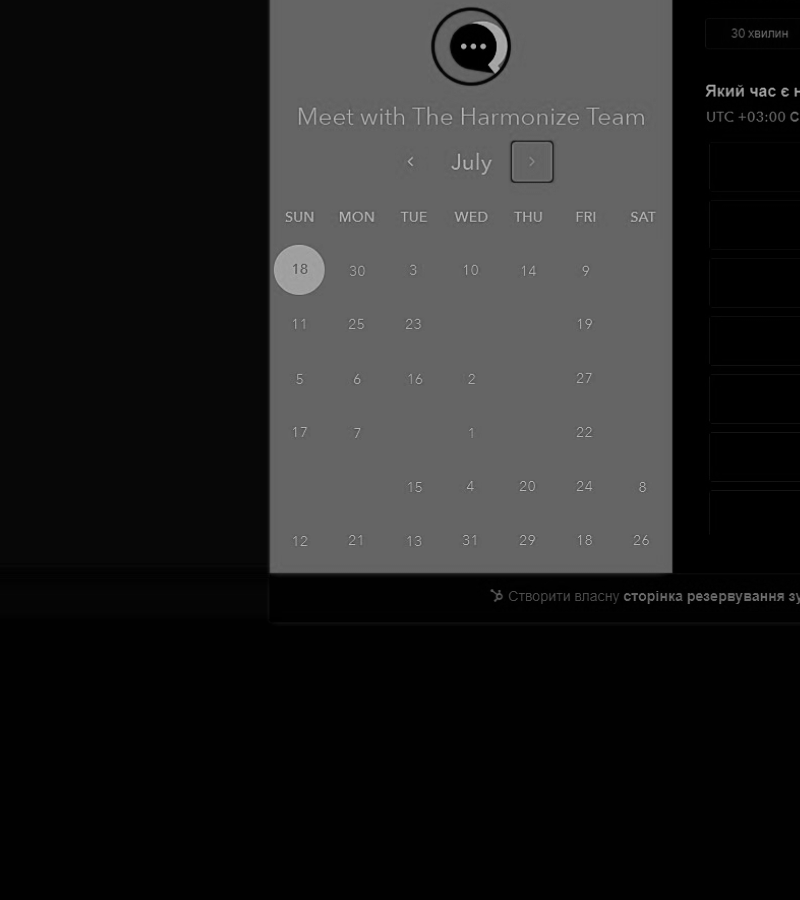 30 хвилин
Meet with The Harmonize Team
Який час є
UTC +03:00
July
SUN MON TUE WED THU FRI SAT
18 30 3 10 14 9
11 25 23 19
5 6 16 2 27
17 7 1 22
15 4 20 24 8
12 21 13 31 29 18 26
Створити власну сторінка резервування